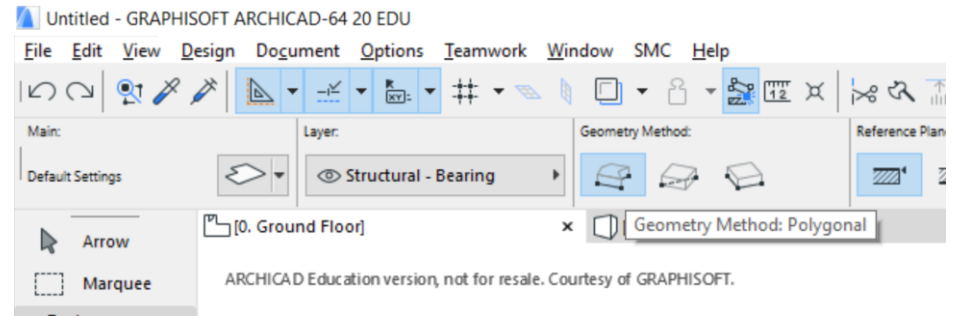 Untitled - GRAPHISOFT ARCHICAD-64 20 EDU
File Edit View Design Document Options Teamwork Window SMC Help
XY: 12
Main: Layer: Geometry Method: Reference Plan
Default Settings Structural - Bearing
[0. Ground Floor] Geometry Method: Polygonal
Arrow
Marquee ARCHICAD Education version, not for resale. Courtesy of GRAPHISOFT.